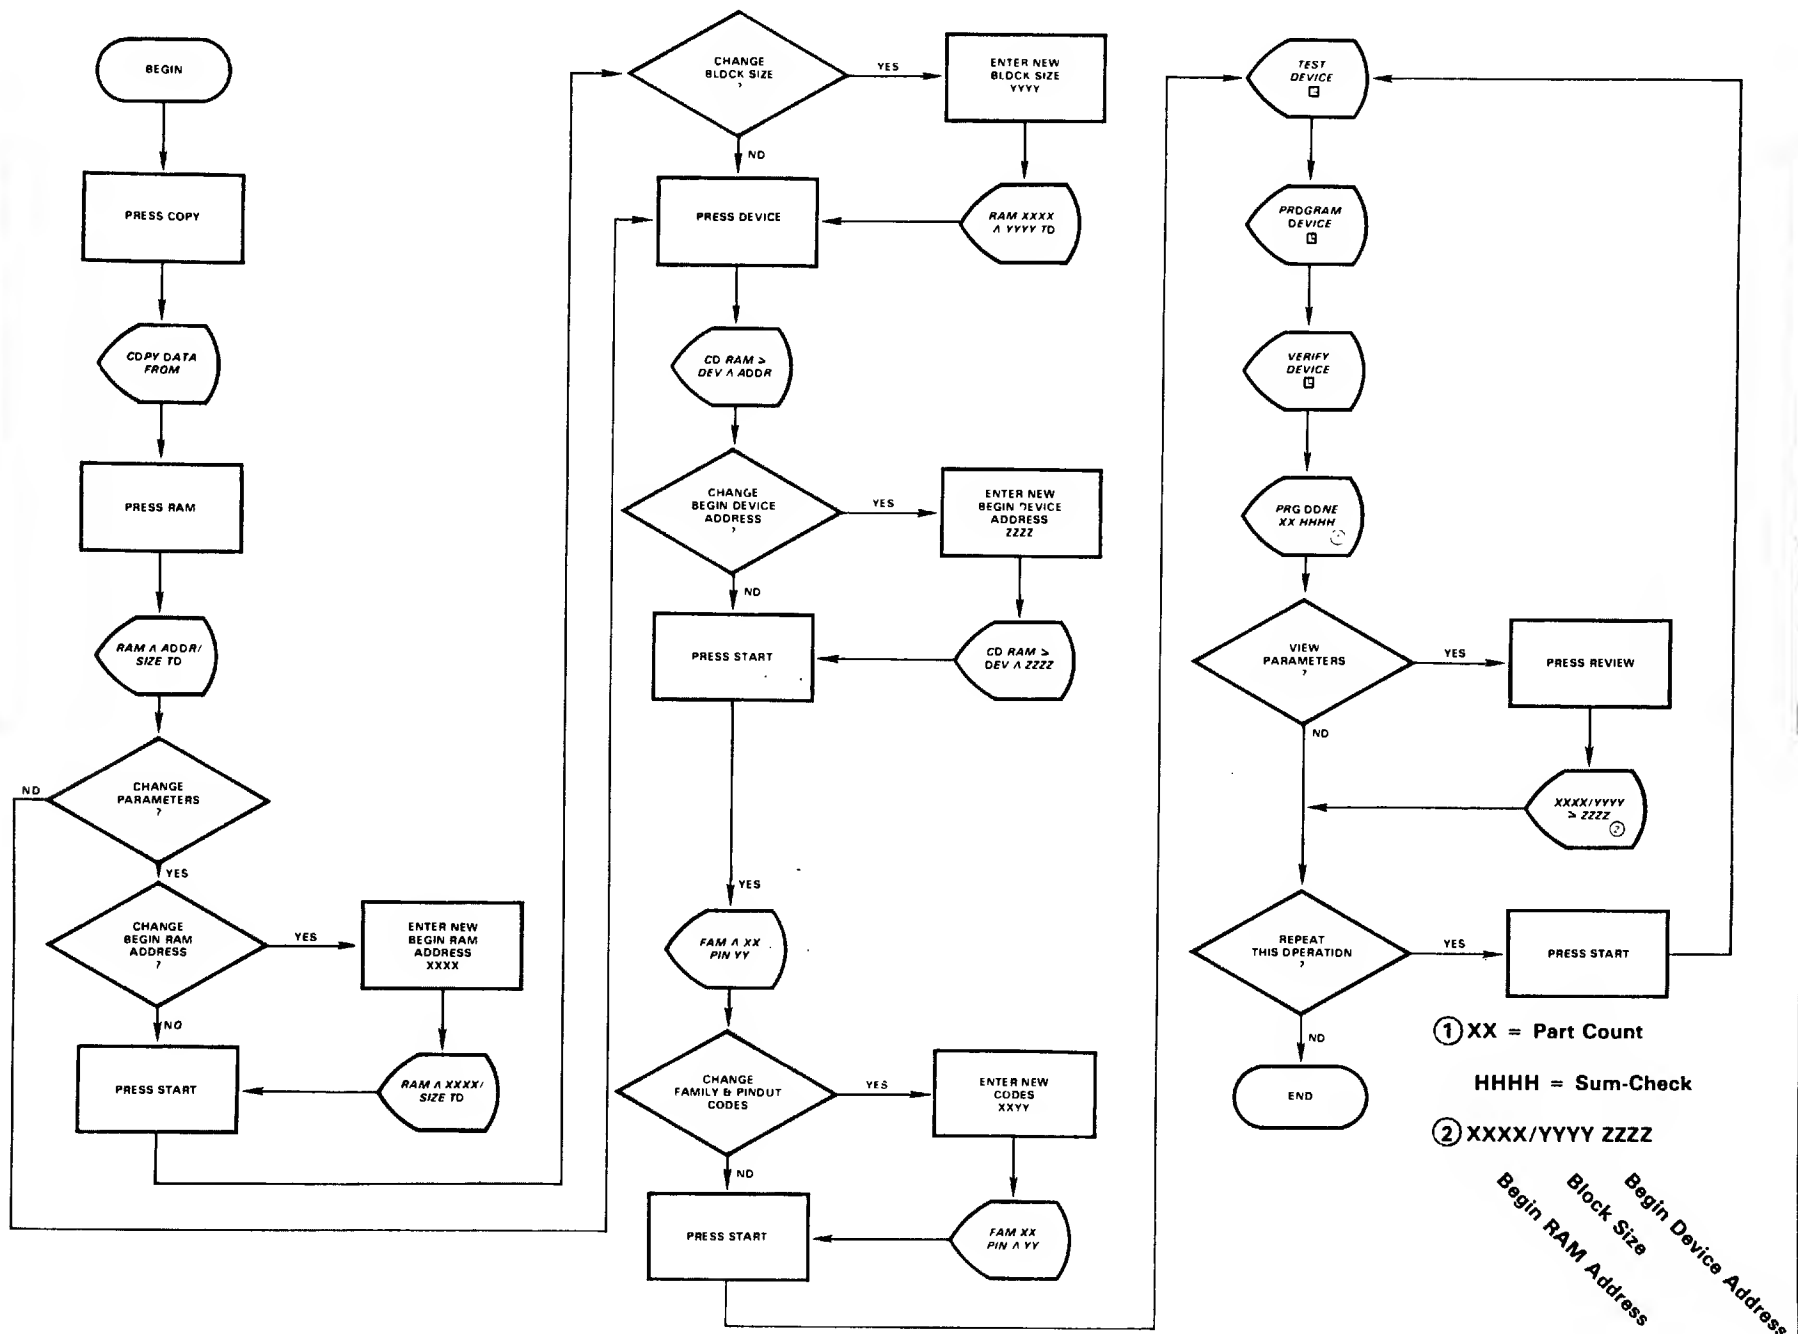 BEGIN
PRESS COPY
COPY DATA
FROM
PRESS RAM
RAM Λ ADDR/
SIZE TO
CHANGE
PARAMETERS
?
NO
YES
CHANGE
BEGIN RAM
ADDRESS
?
YES
ENTER NEW
BEGIN RAM
ADDRESS
XXXX
NO
PRESS START
RAM Λ XXXX/
SIZE TO
CHANGE
BLOCK SIZE
?
YES
ENTER NEW
BLOCK SIZE
YYYY
NO
PRESS DEVICE
RAM XXXX
Λ YYYY TO
CO RAM >
DEV Λ ADDR
CHANGE
BEGIN DEVICE
ADDRESS
?
YES
ENTER NEW
BEGIN DEVICE
ADDRESS
ZZZZ
NO
PRESS START
CO RAM >
DEV Λ ZZZZ
YES
FAM Λ XX
PIN YY
CHANGE
FAMILY & PINOUT
CODES
YES
ENTER NEW
CODES
XXYY
NO
PRESS START
FAM XX
PIN Λ YY
TEST
DEVICE
PROGRAM
DEVICE
VERIFY
DEVICE
PRG DONE
XX HHHH
①
VIEW
PARAMETERS
?
YES
PRESS REVIEW
NO
XXXX/YYYY
> ZZZZ
②
REPEAT
THIS OPERATION
?
YES
PRESS START
NO
END
① XX = Part Count
HHHH = Sum-Check
② XXXX/YYYY ZZZZ
Begin RAM Address
Block Size
Begin Device Address